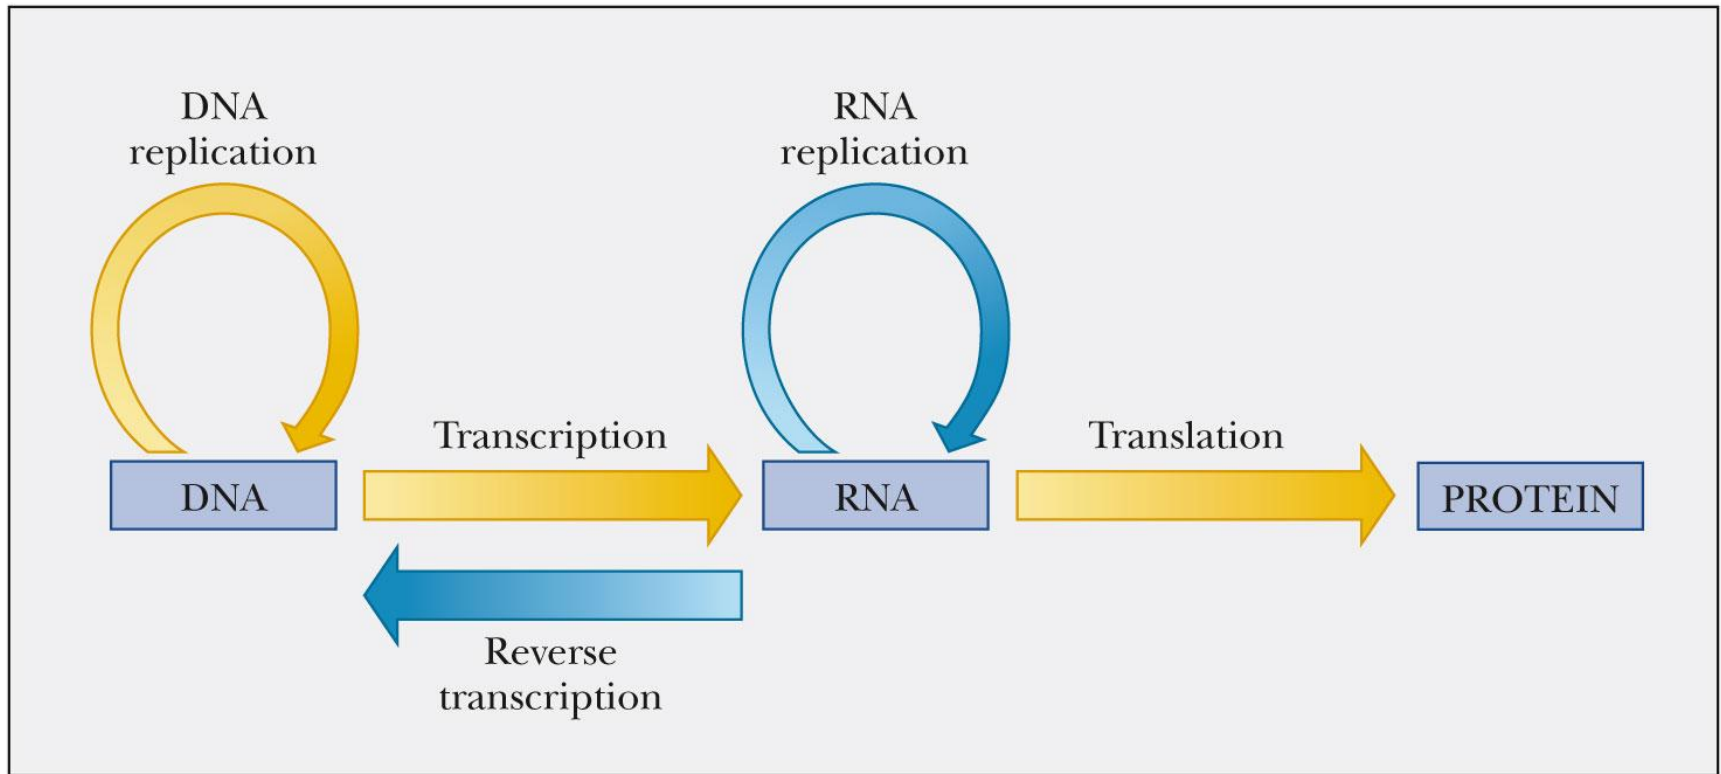 DNA
replication
RNA
replication
Transcription
Translation
DNA
RNA
PROTEIN
Reverse
transcription